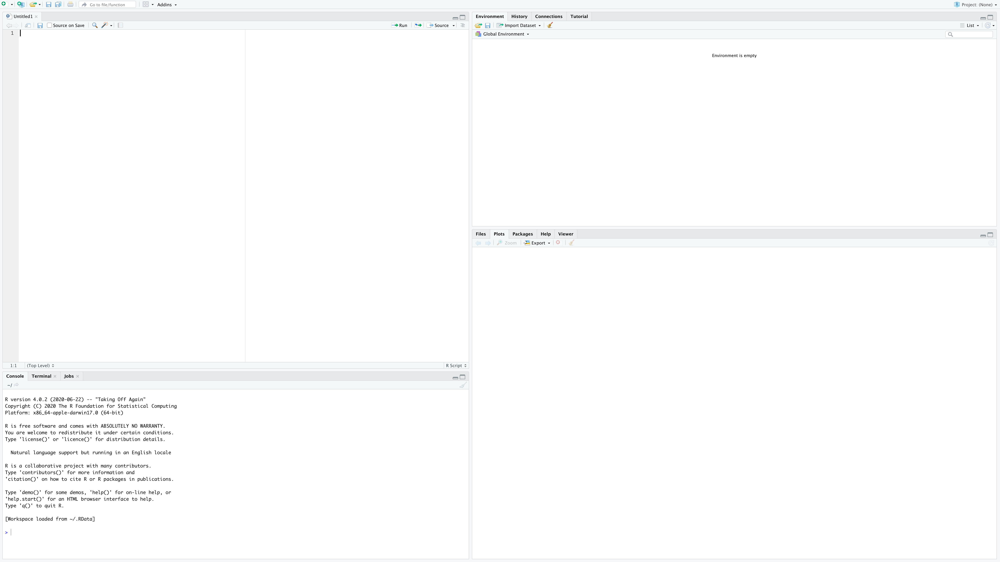 Go to file/function
Addins
Project: (None)
Untitled1
Source on Save
Run
Source
1
1:1
(Top Level)
R Script
Console
Terminal
Jobs
~/
R version 4.0.2 (2020-06-22) -- "Taking Off Again"
Copyright (C) 2020 The R Foundation for Statistical Computing
Platform: x86_64-apple-darwin17.0 (64-bit)
R is free software and comes with ABSOLUTELY NO WARRANTY.
You are welcome to redistribute it under certain conditions.
Type 'license()' or 'licence()' for distribution details.
Natural language support but running in an English locale
R is a collaborative project with many contributors.
Type 'contributors()' for more information and
'citation()' on how to cite R or R packages in publications.
Type 'demo()' for some demos, 'help()' for on-line help, or
'help.start()' for an HTML browser interface to help.
Type 'q()' to quit R.
[Workspace loaded from ~/.RData]
>
Environment
History
Connections
Tutorial
Import Dataset
List
Global Environment
Environment is empty
Files
Plots
Packages
Help
Viewer
Zoom
Export